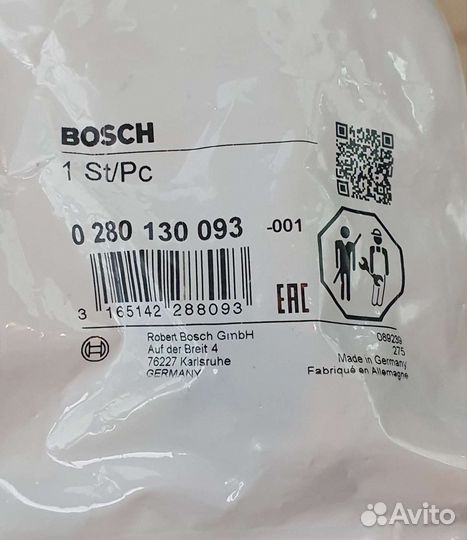 BOSCH
1 St/Pc
0 280 130 093 -001
3 165142 288093
EAC
Robert Bosch GmbH
Auf der Breit 4
76227 Karlsruhe
GERMANY
089239
275
Made in Germany
Fabriqué en Allemagne
Avito